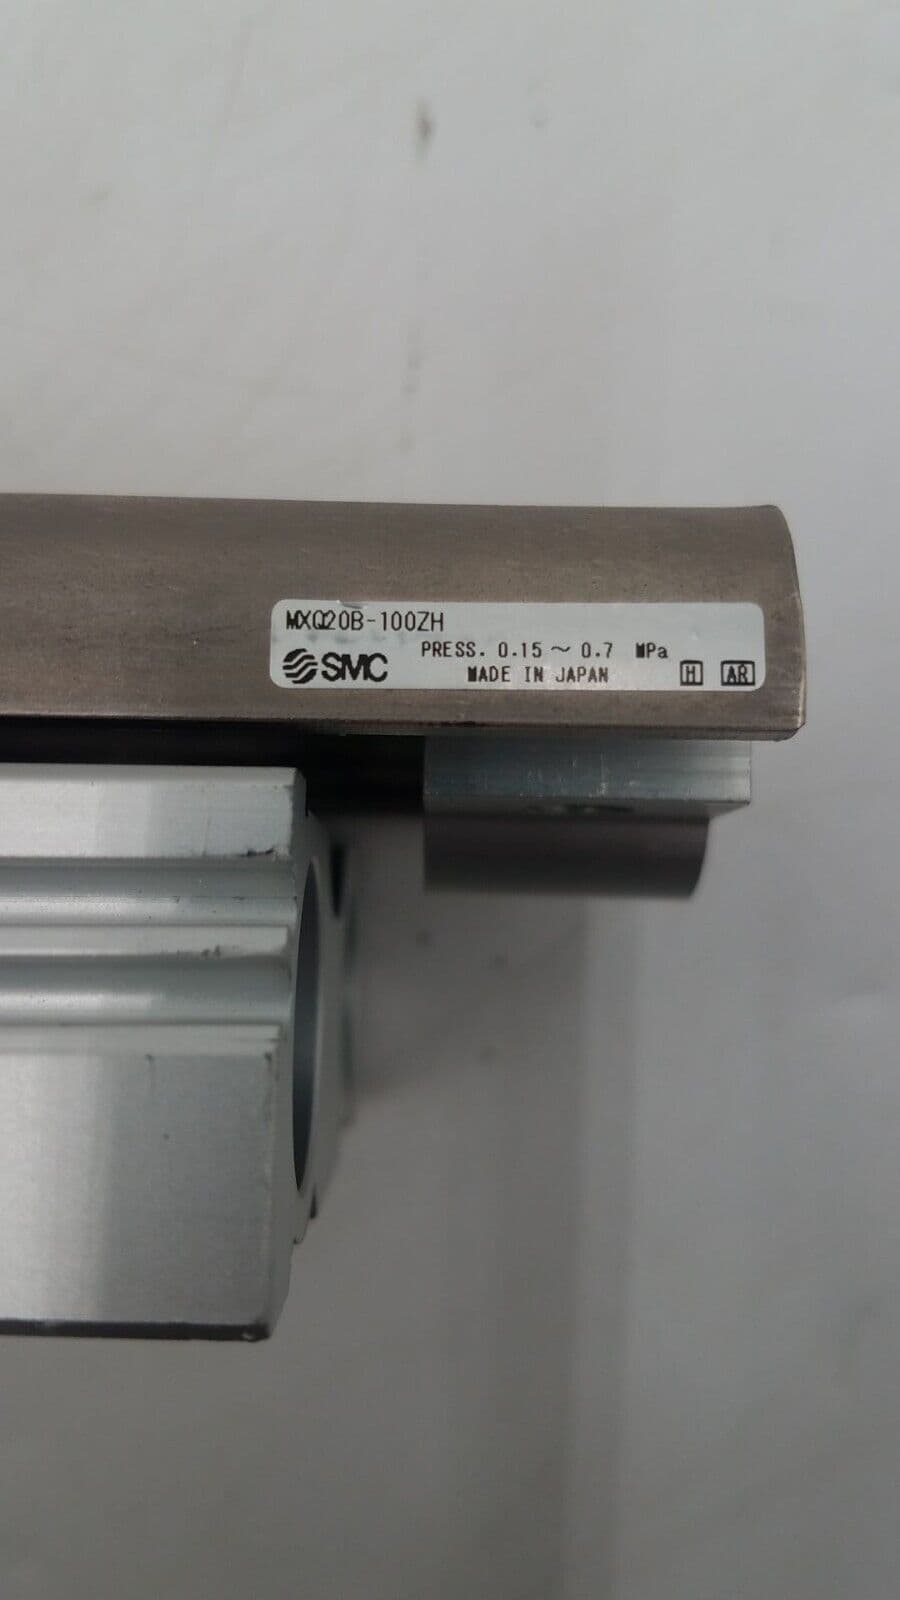 MXQ20B-100ZH
PRESS. 0.15 ~ 0.7 MPa
SMC MADE IN JAPAN H AR